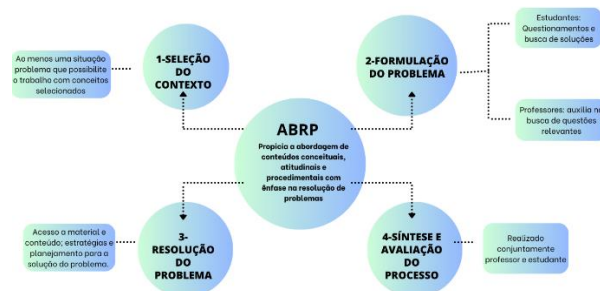 Ao menos uma situação
problema que possibilite
o trabalho com conceitos
selecionados
1-SELEÇÃO
DO
CONTEXTO
2-FORMULAÇÃO
DO PROBLEMA
Estudantes:
Questionamentos e
busca de soluções
Professores: auxilia na
busca de questões
relevantes
ABRP
Propicia a abordagem de
conteúdos conceituais,
atitudinais e
procedimentais com
ênfase na resolução de
problemas
Acesso a material e
conteúdo; estratégias e
planejamento para a
solução do problema.
3-
RESOLUÇÃO
DO
PROBLEMA
4-SÍNTESE E
AVALIAÇÃO
DO
PROCESSO
Realizado
conjuntamente
professor e estudante